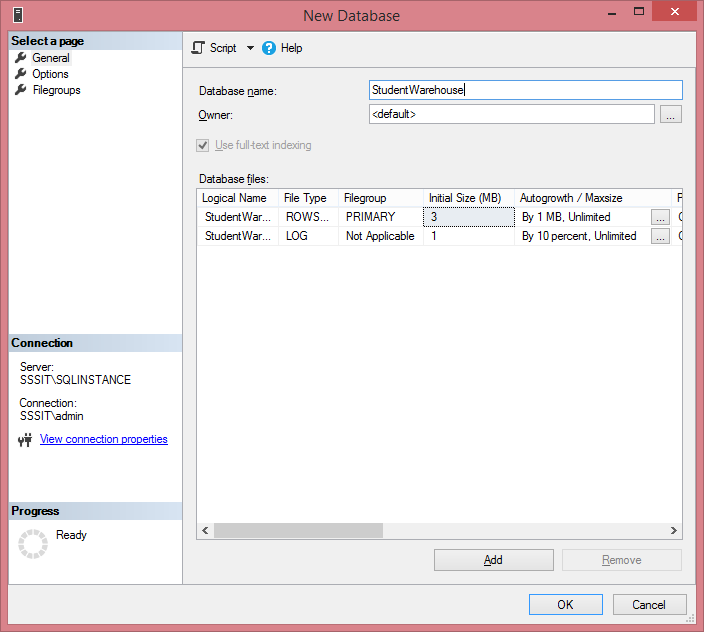 New Database
Select a page
General
Options
Filegroups
Script Help
Database name: StudentWarehouse
Owner: <default> ...
Use full-text indexing
Database files:
Logical Name File Type Filegroup Initial Size (MB) Autogrowth / Maxsize
StudentWar... ROWS... PRIMARY 3 By 1 MB, Unlimited ...
StudentWar... LOG Not Applicable 1 By 10 percent, Unlimited ...
Connection
Server:
SSSIT\SQLINSTANCE
Connection:
SSSIT\admin
View connection properties
Progress
Ready
Add Remove
OK Cancel